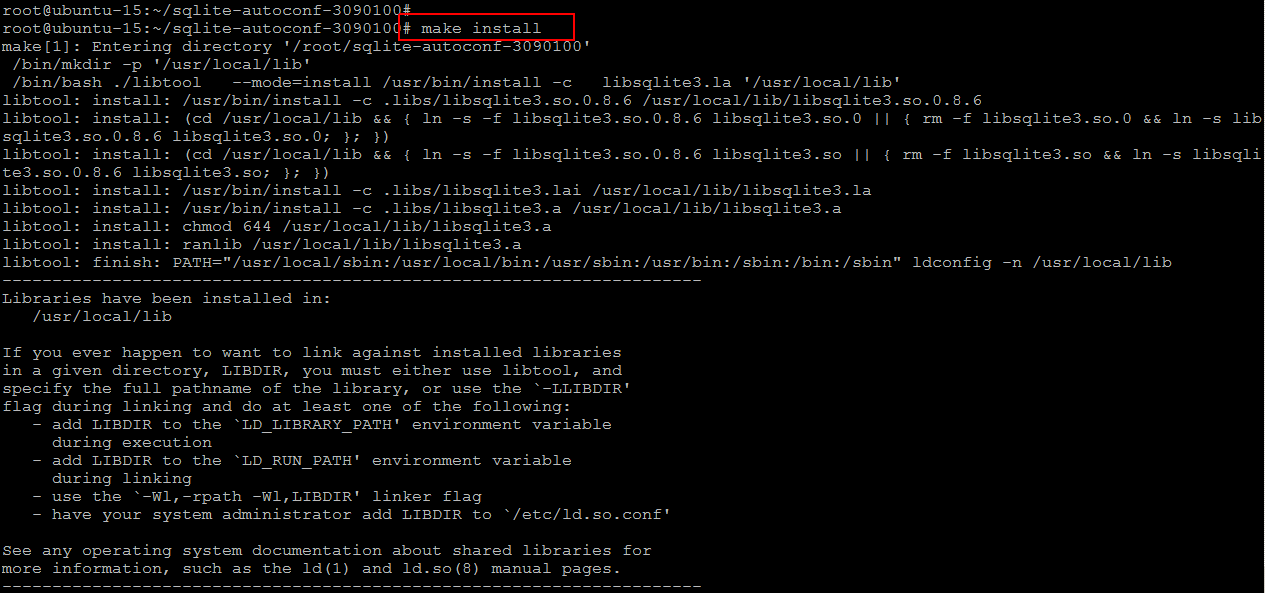 root@ubuntu-15:~/sqlite-autoconf-3090100#
root@ubuntu-15:~/sqlite-autoconf-3090100# make install
make[1]: Entering directory '/root/sqlite-autoconf-3090100'
 /bin/mkdir -p '/usr/local/lib'
 /bin/bash ./libtool   --mode=install /usr/bin/install -c   libsqlite3.la '/usr/local/lib'
libtool: install: /usr/bin/install -c .libs/libsqlite3.so.0.8.6 /usr/local/lib/libsqlite3.so.0.8.6
libtool: install: (cd /usr/local/lib && { ln -s -f libsqlite3.so.0.8.6 libsqlite3.so.0 || { rm -f libsqlite3.so.0 && ln -s lib
sqlite3.so.0.8.6 libsqlite3.so.0; }; })
libtool: install: (cd /usr/local/lib && { ln -s -f libsqlite3.so.0.8.6 libsqlite3.so || { rm -f libsqlite3.so && ln -s libsqli
te3.so.0.8.6 libsqlite3.so; }; })
libtool: install: /usr/bin/install -c .libs/libsqlite3.lai /usr/local/lib/libsqlite3.la
libtool: install: /usr/bin/install -c .libs/libsqlite3.a /usr/local/lib/libsqlite3.a
libtool: install: chmod 644 /usr/local/lib/libsqlite3.a
libtool: install: ranlib /usr/local/lib/libsqlite3.a
libtool: finish: PATH="/usr/local/sbin:/usr/local/bin:/usr/sbin:/usr/bin:/sbin:/bin:/sbin" ldconfig -n /usr/local/lib
----------------------------------------------------------------------
Libraries have been installed in:
   /usr/local/lib

If you ever happen to want to link against installed libraries
in a given directory, LIBDIR, you must either use libtool, and
specify the full pathname of the library, or use the `-LLIBDIR'
flag during linking and do at least one of the following:
   - add LIBDIR to the `LD_LIBRARY_PATH' environment variable
     during execution
   - add LIBDIR to the `LD_RUN_PATH' environment variable
     during linking
   - use the `-Wl,-rpath -Wl,LIBDIR' linker flag
   - have your system administrator add LIBDIR to `/etc/ld.so.conf'

See any operating system documentation about shared libraries for
more information, such as the ld(1) and ld.so(8) manual pages.
----------------------------------------------------------------------